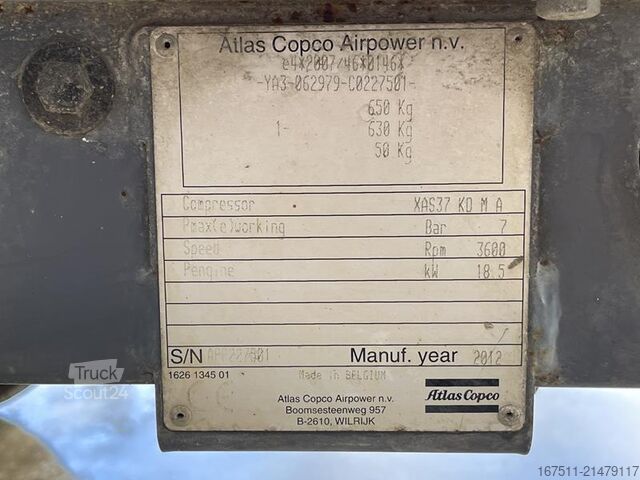 Atlas Copco Airpower n.v.
e4*2007/46*0146*
-YA3-062979-C0227501-
650 Kg
1- 630 Kg
50 Kg
Compressor XAS37 KD M A
Pmax(e)working Bar 7
Speed Rpm 3600
Pengine kW 18.5
S/N Manuf. year 2012
1626 1345 01 Made in BELGIUM
Atlas Copco Airpower n.v.
Boomsesteenweg 957
B-2610, WILRIJK
Atlas Copco
Truck
Scout24
167511-21479117